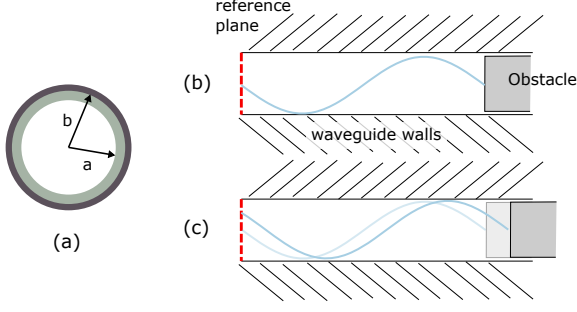 reference
plane
(b)
Obstacle
b
waveguide walls
a
(c)
(a)